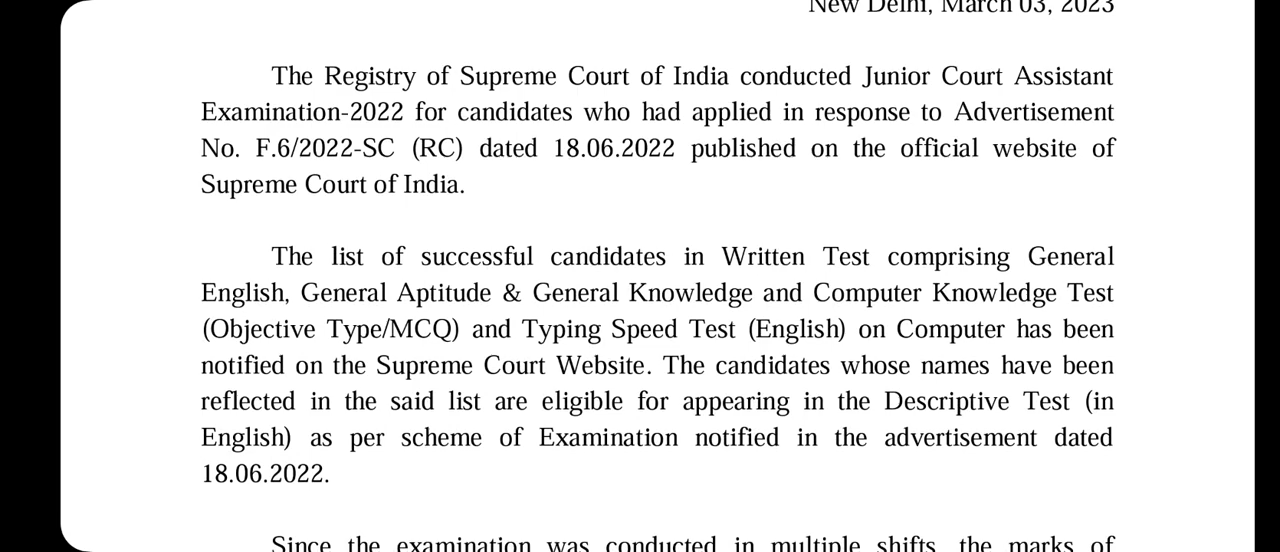 New Delhi, March 03, 2023
The Registry of Supreme Court of India conducted Junior Court Assistant
Examination-2022 for candidates who had applied in response to Advertisement
No. F.6/2022-SC (RC) dated 18.06.2022 published on the official website of
Supreme Court of India.
The list of successful candidates in Written Test comprising General
English, General Aptitude & General Knowledge and Computer Knowledge Test
(Objective Type/MCQ) and Typing Speed Test (English) on Computer has been
notified on the Supreme Court Website. The candidates whose names have been
reflected in the said list are eligible for appearing in the Descriptive Test (in
English) as per scheme of Examination notified in the advertisement dated
18.06.2022.
Since the examination was conducted in multiple shifts, the marks of